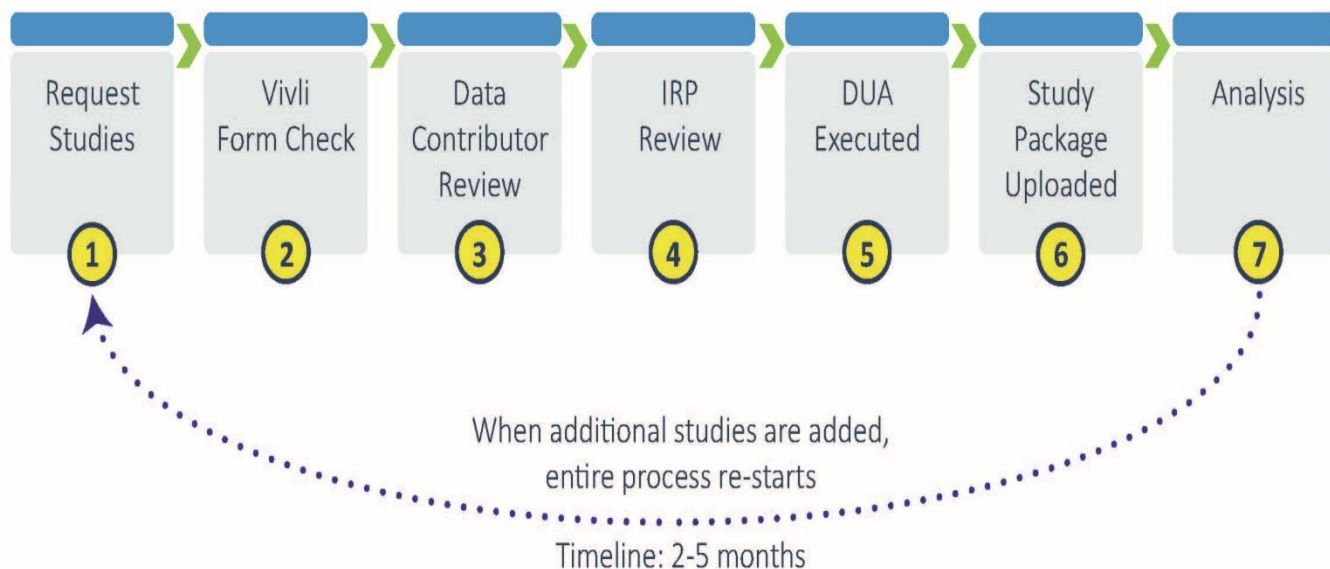 Request
Studies
1
Vivli
Form Check
2
Data
Contributor
Review
3
IRP
Review
4
DUA
Executed
5
Study
Package
Uploaded
6
Analysis
7
When additional studies are added,
entire process re-starts
Timeline: 2-5 months